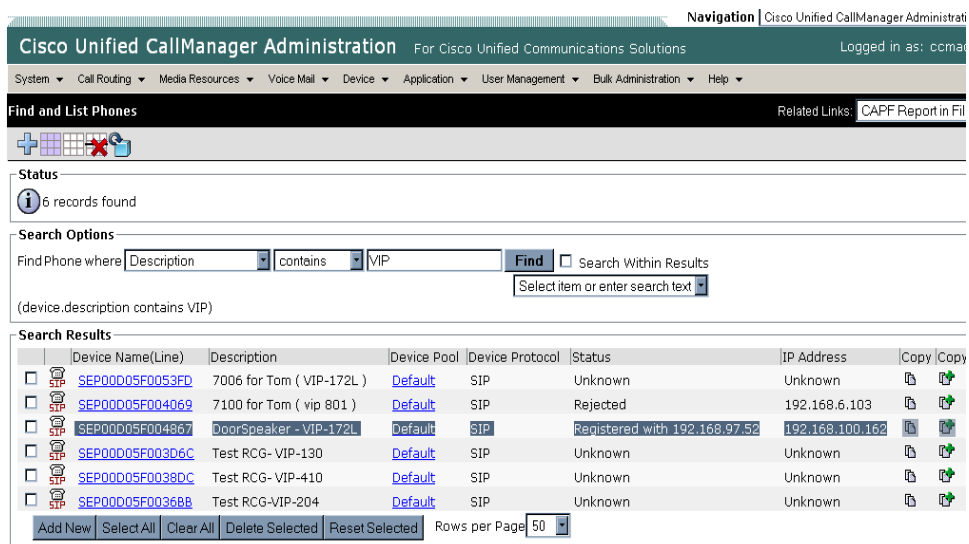 Navigation Cisco Unified CallManager Administrati
Cisco Unified CallManager Administration For Cisco Unified Communications Solutions Logged in as: ccmad
System Call Routing Media Resources Voice Mail Device Application User Management Bulk Administration Help
Find and List Phones Related Links: CAPF Report in Fil
Status
i 6 records found
Search Options
Find Phone where Description contains VIP Find Search Within Results
Select item or enter search text
(device.description contains VIP)
Search Results
Device Name(Line) Description Device Pool Device Protocol Status IP Address Copy Copy
SIP SEP00D05F0053FD 7006 for Tom ( VIP-172L ) Default SIP Unknown Unknown
SIP SEP00D05F004069 7100 for Tom ( vip 801 ) Default SIP Rejected 192.168.6.103
SIP SEP00D05F004867 DoorSpeaker - VIP-172L Default SIP Registered with 192.168.97.52 192.168.100.162
SIP SEP00D05F003D6C Test RCG- VIP-130 Default SIP Unknown Unknown
SIP SEP00D05F0038DC Test RCG- VIP-410 Default SIP Unknown Unknown
SIP SEP00D05F0036BB Test RCG-VIP-204 Default SIP Unknown Unknown
Add New Select All Clear All Delete Selected Reset Selected Rows per Page 50